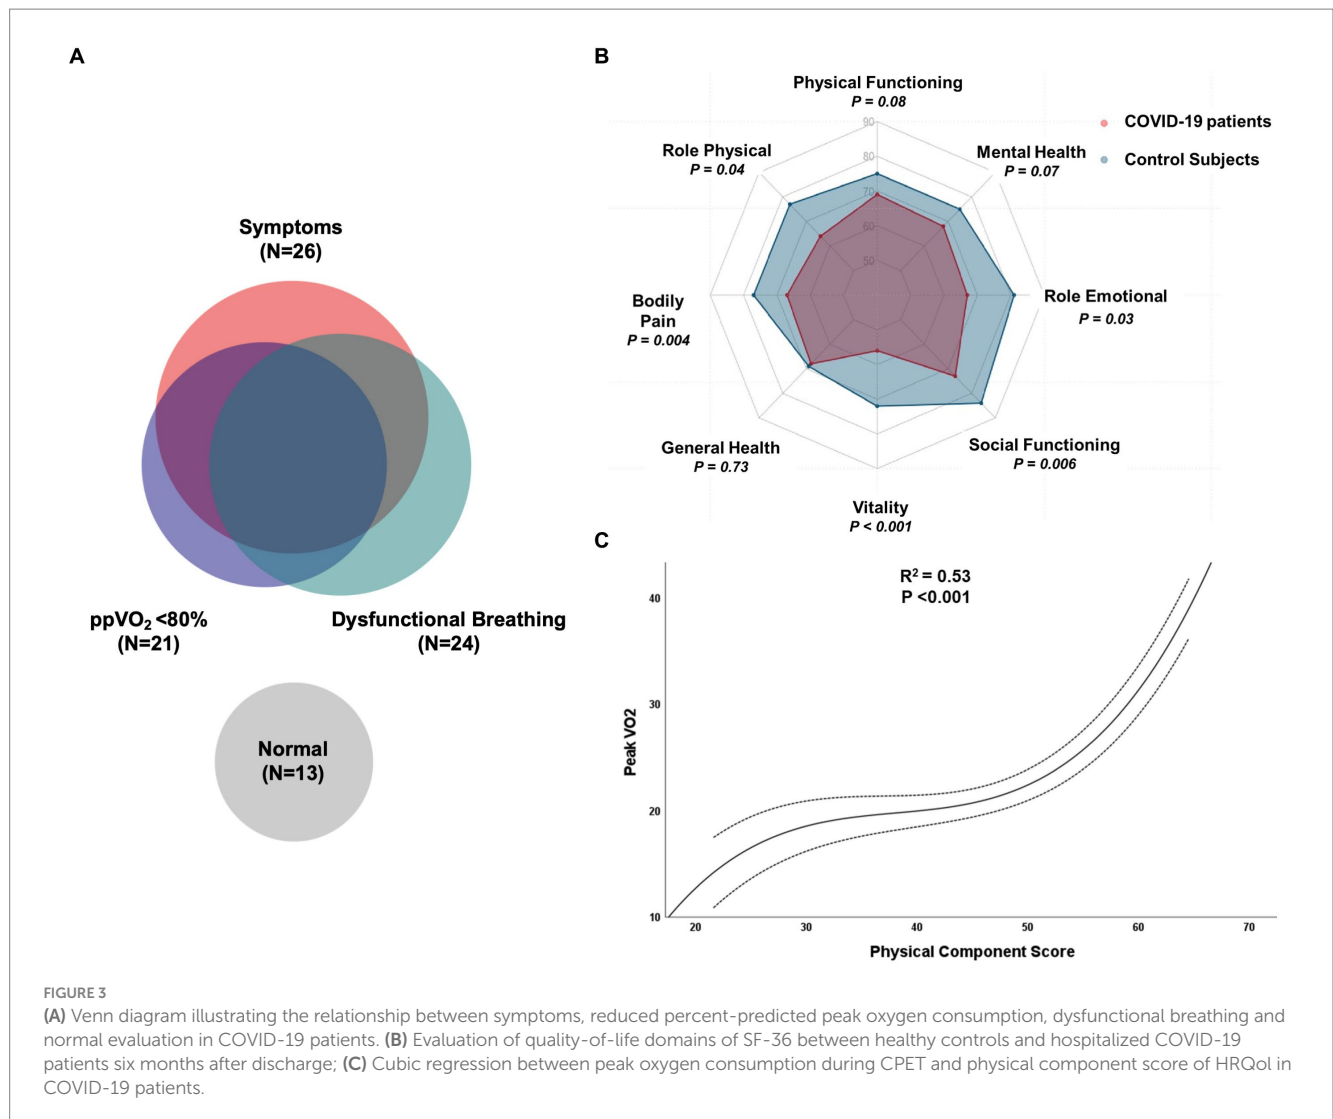 A
Symptoms
(N=26)
ppVO2 <80%
(N=21)
Dysfunctional Breathing
(N=24)
Normal
(N=13)
B
Physical Functioning
P = 0.08
COVID-19 patients
Control Subjects
Role Physical
P = 0.04
Mental Health
P = 0.07
90
80
70
60
50
Bodily
Pain
P = 0.004
Role Emotional
P = 0.03
General Health
P = 0.73
Social Functioning
P = 0.006
Vitality
P < 0.001
C
R2 = 0.53
P <0.001
Peak VO2
40
30
20
10
20 30 40 50 60 70
Physical Component Score
FIGURE 3
(A) Venn diagram illustrating the relationship between symptoms, reduced percent-predicted peak oxygen consumption, dysfunctional breathing and
normal evaluation in COVID-19 patients. (B) Evaluation of quality-of-life domains of SF-36 between healthy controls and hospitalized COVID-19
patients six months after discharge; (C) Cubic regression between peak oxygen consumption during CPET and physical component score of HRQol in
COVID-19 patients.